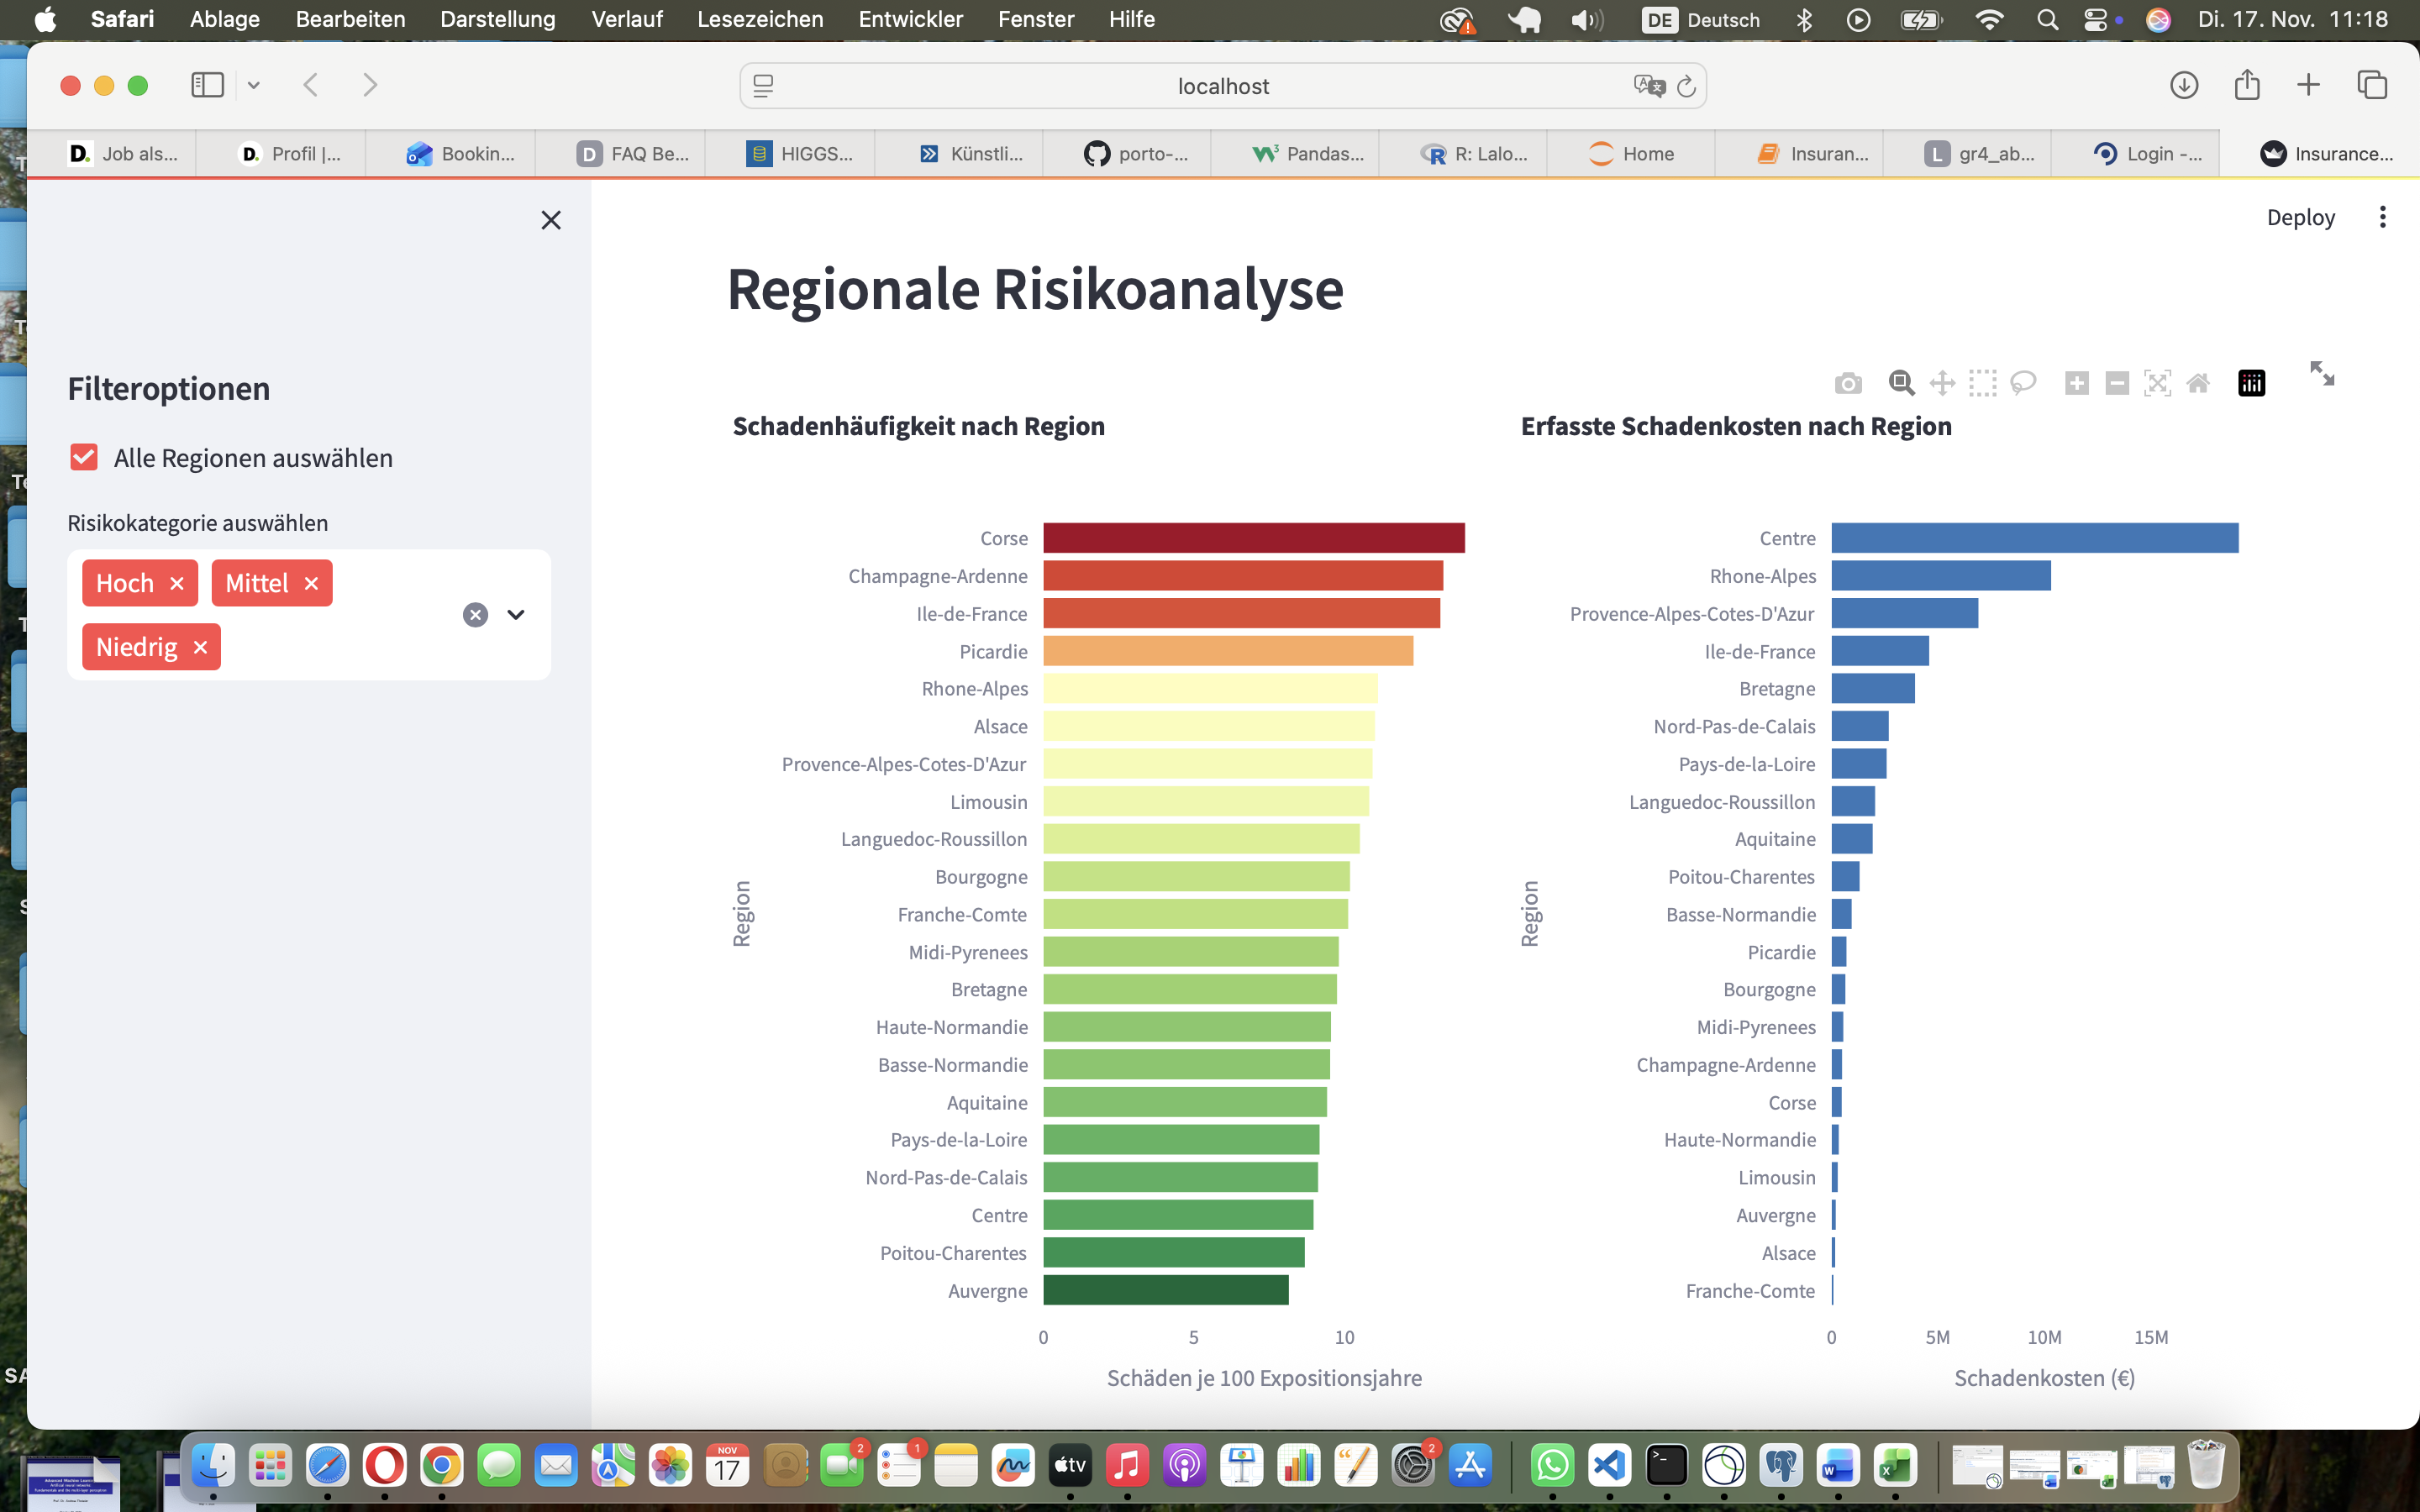 Safari Ablage Bearbeiten Darstellung Verlauf Lesezeichen Entwickler Fenster Hilfe DE Deutsch Di. 17. Nov. 11:18
localhost
D. Job als... D. Profil |... Bookin... D FAQ Be... HIGGS... Künstli... porto-... Pandas... R: Lalo... Home Insuran... L gr4_ab... Login -... Insurance...
Deploy
Regionale Risikoanalyse
Filteroptionen
Alle Regionen auswählen
Risikokategorie auswählen
Hoch
Mittel
Niedrig
Schadenhäufigkeit nach Region
Region
Corse
Champagne-Ardenne
Ile-de-France
Picardie
Rhone-Alpes
Alsace
Provence-Alpes-Cotes-D'Azur
Limousin
Languedoc-Roussillon
Bourgogne
Franche-Comte
Midi-Pyrenees
Bretagne
Haute-Normandie
Basse-Normandie
Aquitaine
Pays-de-la-Loire
Nord-Pas-de-Calais
Centre
Poitou-Charentes
Auvergne
0 5 10
Schäden je 100 Expositionsjahre
Erfasste Schadenkosten nach Region
Region
Centre
Rhone-Alpes
Provence-Alpes-Cotes-D'Azur
Ile-de-France
Bretagne
Nord-Pas-de-Calais
Pays-de-la-Loire
Languedoc-Roussillon
Aquitaine
Poitou-Charentes
Basse-Normandie
Picardie
Bourgogne
Midi-Pyrenees
Champagne-Ardenne
Corse
Haute-Normandie
Limousin
Auvergne
Alsace
Franche-Comte
0 5M 10M 15M
Schadenkosten (€)
NOV
17
2
1
tv
2